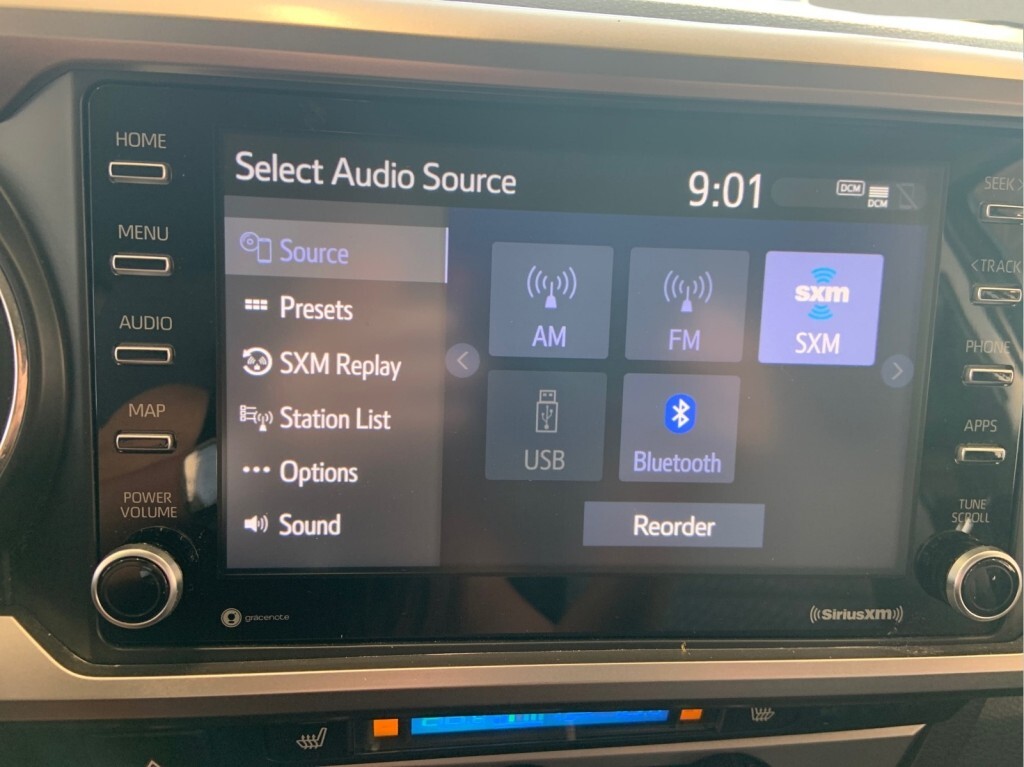 HOME
MENU
AUDIO
MAP
POWER
VOLUME
Select Audio Source
9:01
DCM
DCM
Source
Presets
SXM Replay
Station List
Options
Sound
AM
FM
sxm
SXM
USB
Bluetooth
Reorder
gracenote
((SiriusXM))
SEEK >
< TRACK
PHONE
APPS
TUNE
SCROLL